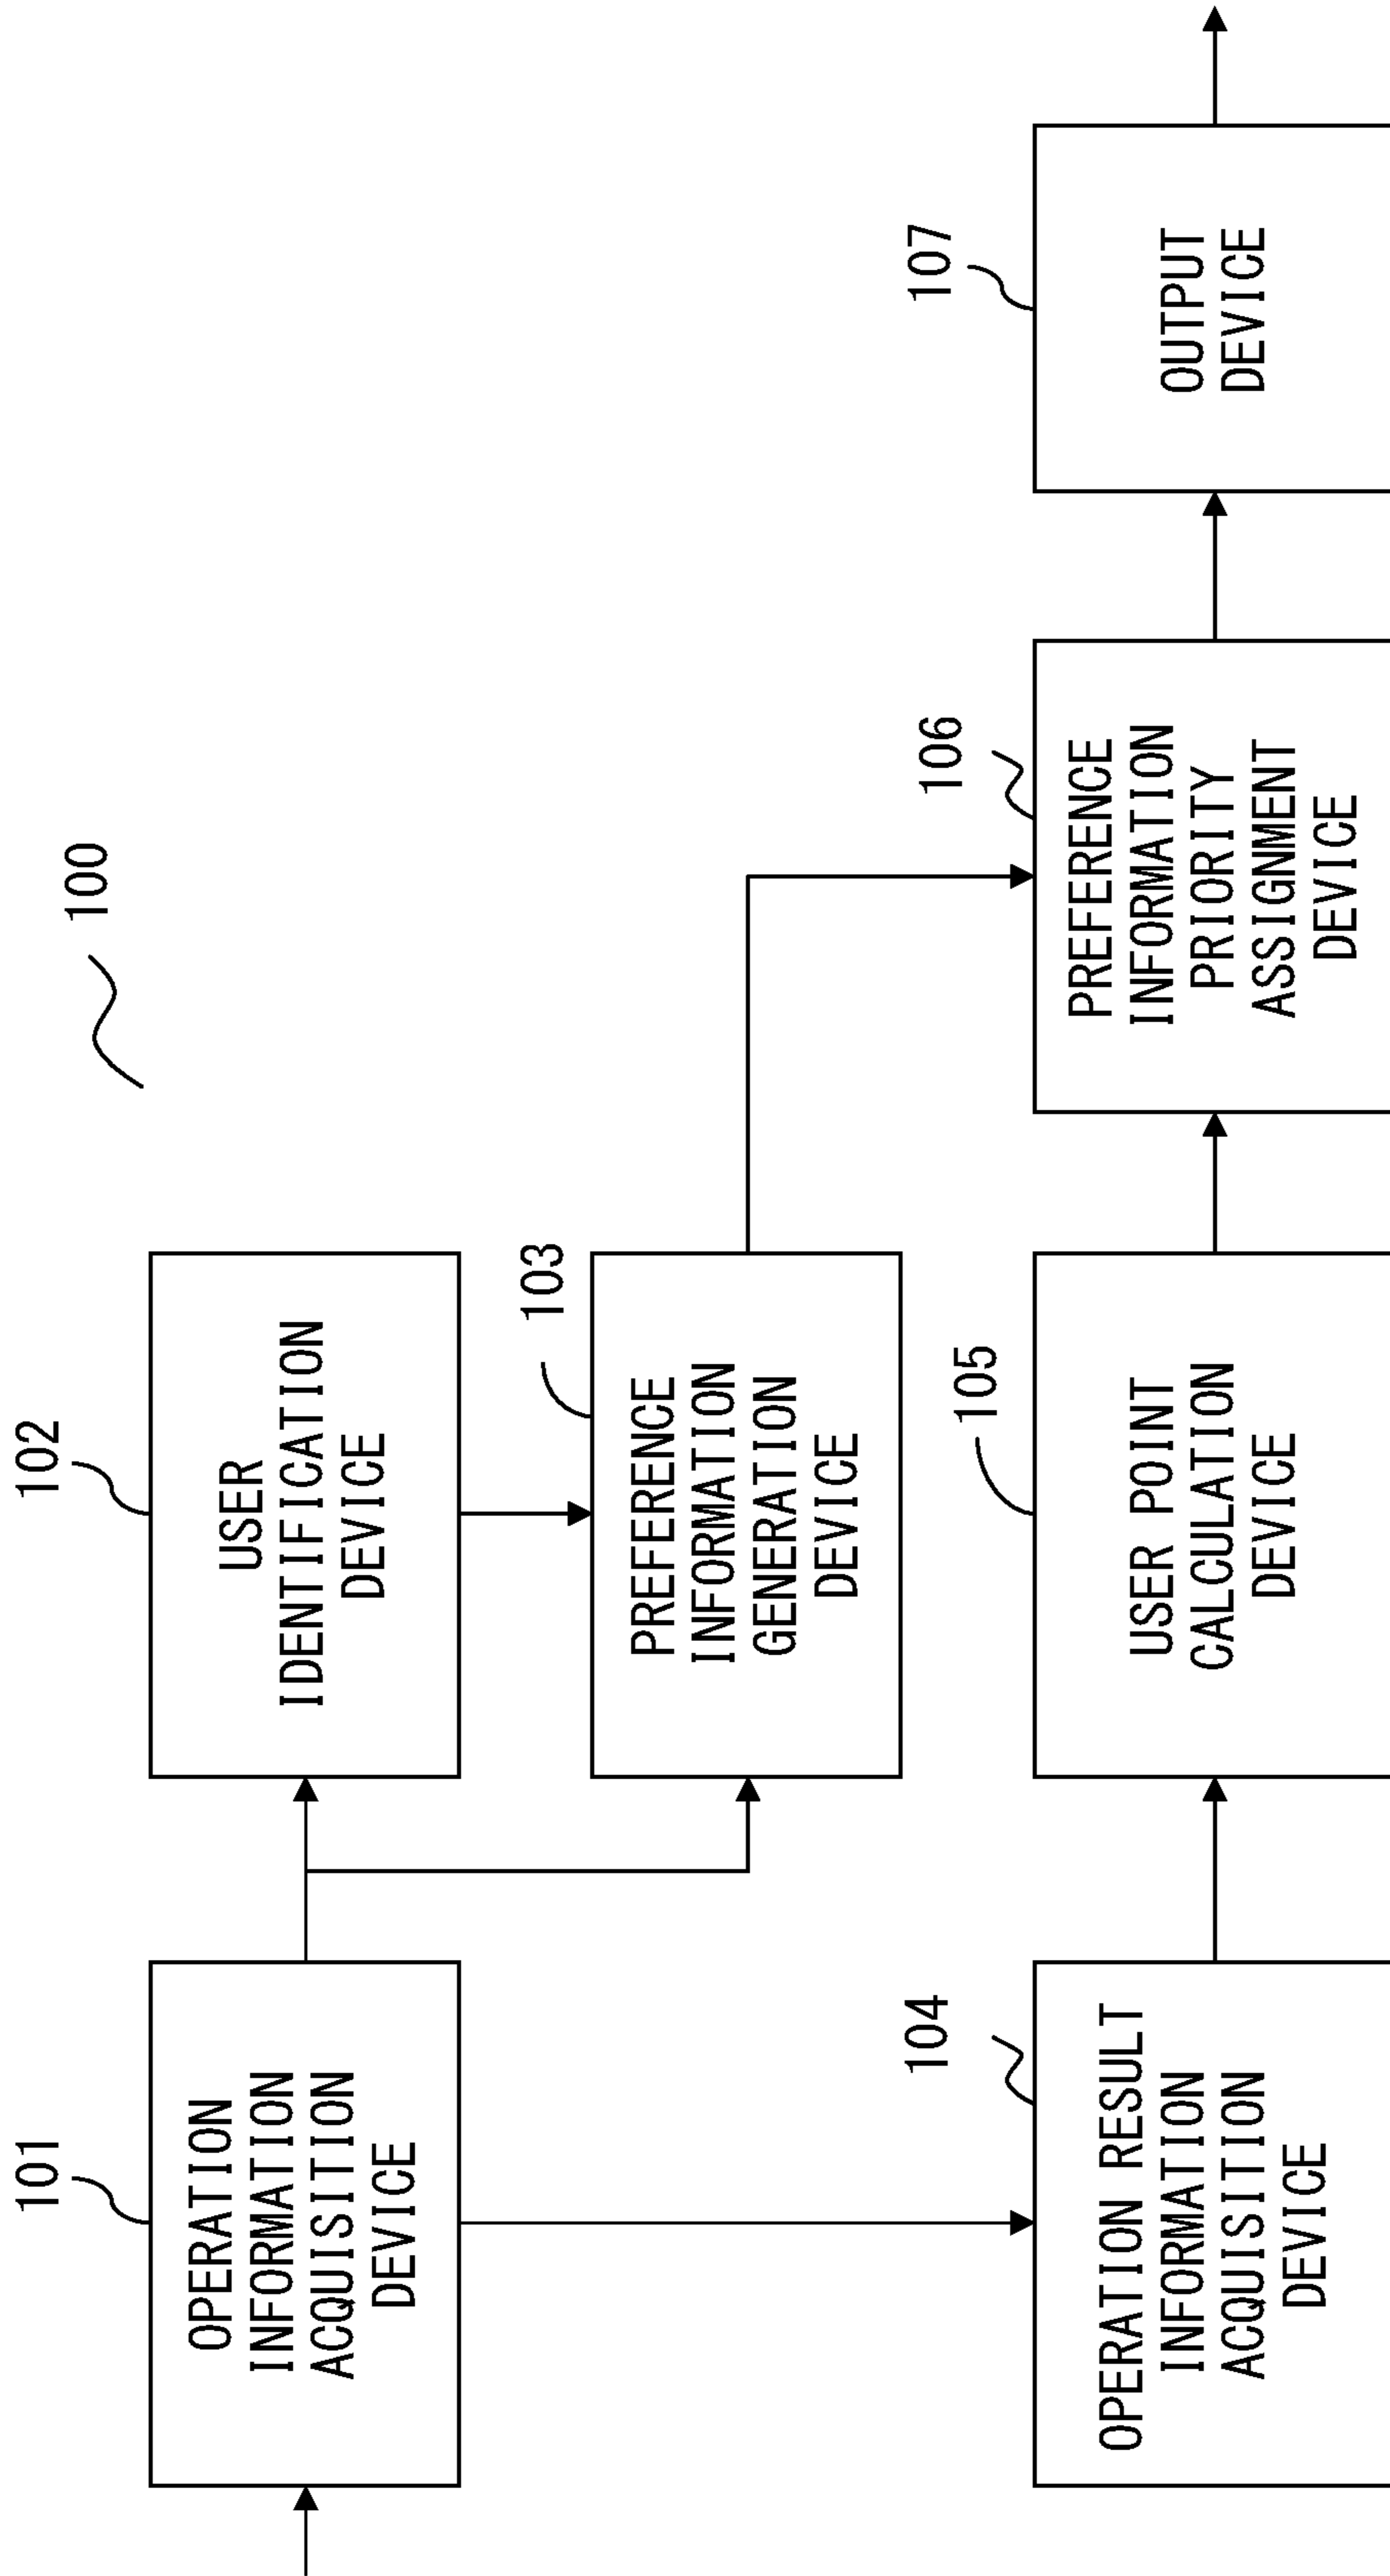 100
101
OPERATION
INFORMATION
ACQUISITION
DEVICE
102
USER
IDENTIFICATION
DEVICE
103
PREFERENCE
INFORMATION
GENERATION
DEVICE
104
OPERATION RESULT
INFORMATION
ACQUISITION
DEVICE
105
USER POINT
CALCULATION
DEVICE
106
PREFERENCE
INFORMATION
PRIORITY
ASSIGNMENT
DEVICE
107
OUTPUT
DEVICE